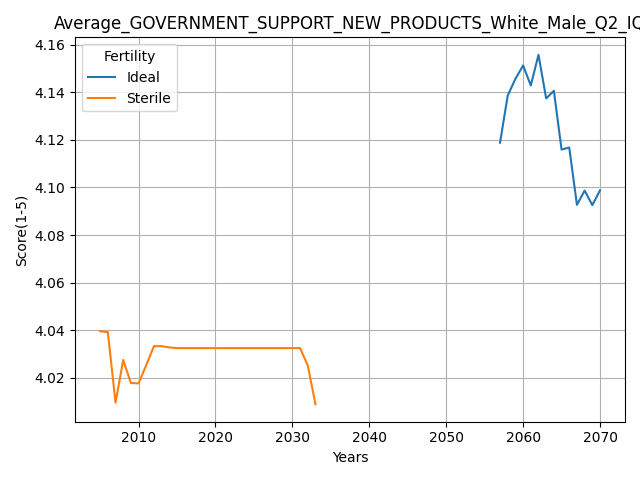 Average_GOVERNMENT_SUPPORT_NEW_PRODUCTS_White_Male_Q2_IQ
Fertility
Ideal
Sterile
4.16
4.14
4.12
4.10
4.08
4.06
4.04
4.02
Score(1-5)
2010 2020 2030 2040 2050 2060 2070
Years